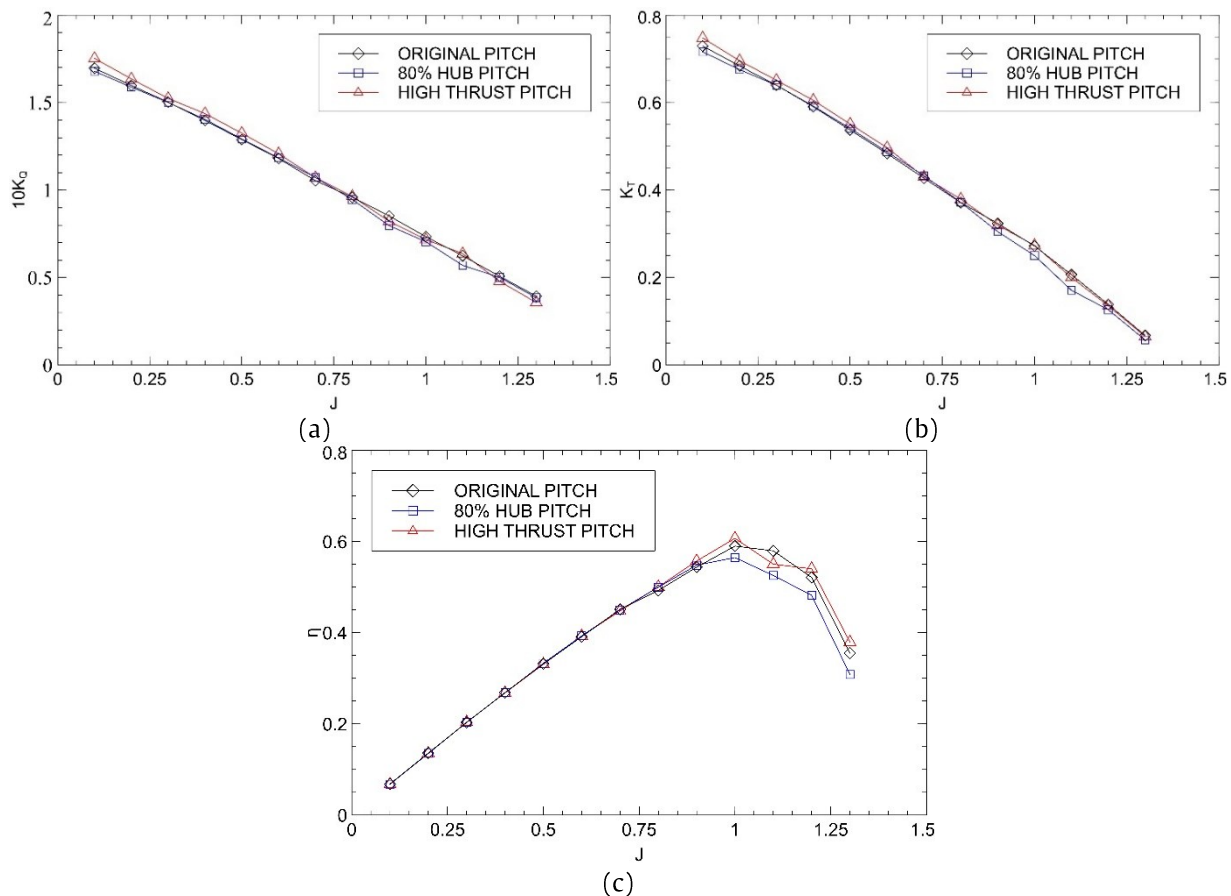 2
1.5
1
0.5
0
10K_Q
ORIGINAL PITCH
80% HUB PITCH
HIGH THRUST PITCH
0 0.25 0.5 0.75 1 1.25 1.5
J
(a)
0.8
0.6
0.4
0.2
0
K_T
ORIGINAL PITCH
80% HUB PITCH
HIGH THRUST PITCH
0 0.25 0.5 0.75 1 1.25 1.5
J
(b)
0.8
0.6
0.4
0.2
0
η
ORIGINAL PITCH
80% HUB PITCH
HIGH THRUST PITCH
0 0.25 0.5 0.75 1 1.25 1.5
J
(c)